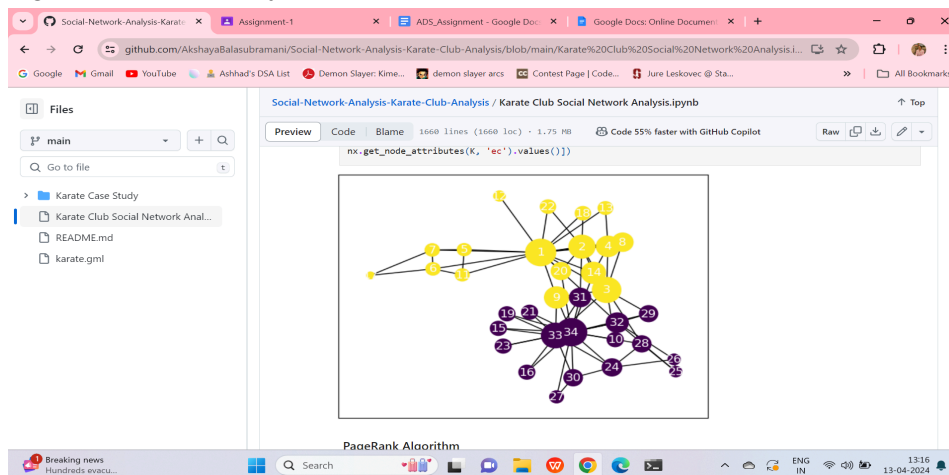 Social-Network-Analysis-Karate
Assignment-1
ADS_Assignment - Google Doc
Google Docs: Online Document
github.com/AkshayaBalasubramani/Social-Network-Analysis-Karate-Club-Analysis/blob/main/Karate%20Club%20Social%20Network%20Analysis.i...
Google
Gmail
YouTube
Maps
Ashhad's DSA List
Demon Slayer: Kime...
demon slayer arcs
Contest Page | Code...
Jure Leskovec @ Sta...
»
All Bookmarks
Files
main
Go to file
t
Karate Case Study
Karate Club Social Network Anal...
README.md
karate.gml
Social-Network-Analysis-Karate-Club-Analysis / Karate Club Social Network Analysis.ipynb
Top
Preview
Code
Blame
1660 lines (1660 loc) · 1.75 MB
Code 55% faster with GitHub Copilot
Raw
nx.get_node_attributes(K, 'ec').values()])
12
22
18
13
7
5
1
2
4
8
6
11
20
14
9
31
3
19
21
33
34
32
29
15
10
23
28
16
30
24
26
25
27
PageRank Algorithm
Breaking news
Hundreds evacu...
Search
ENG
IN
13:16
13-04-2024